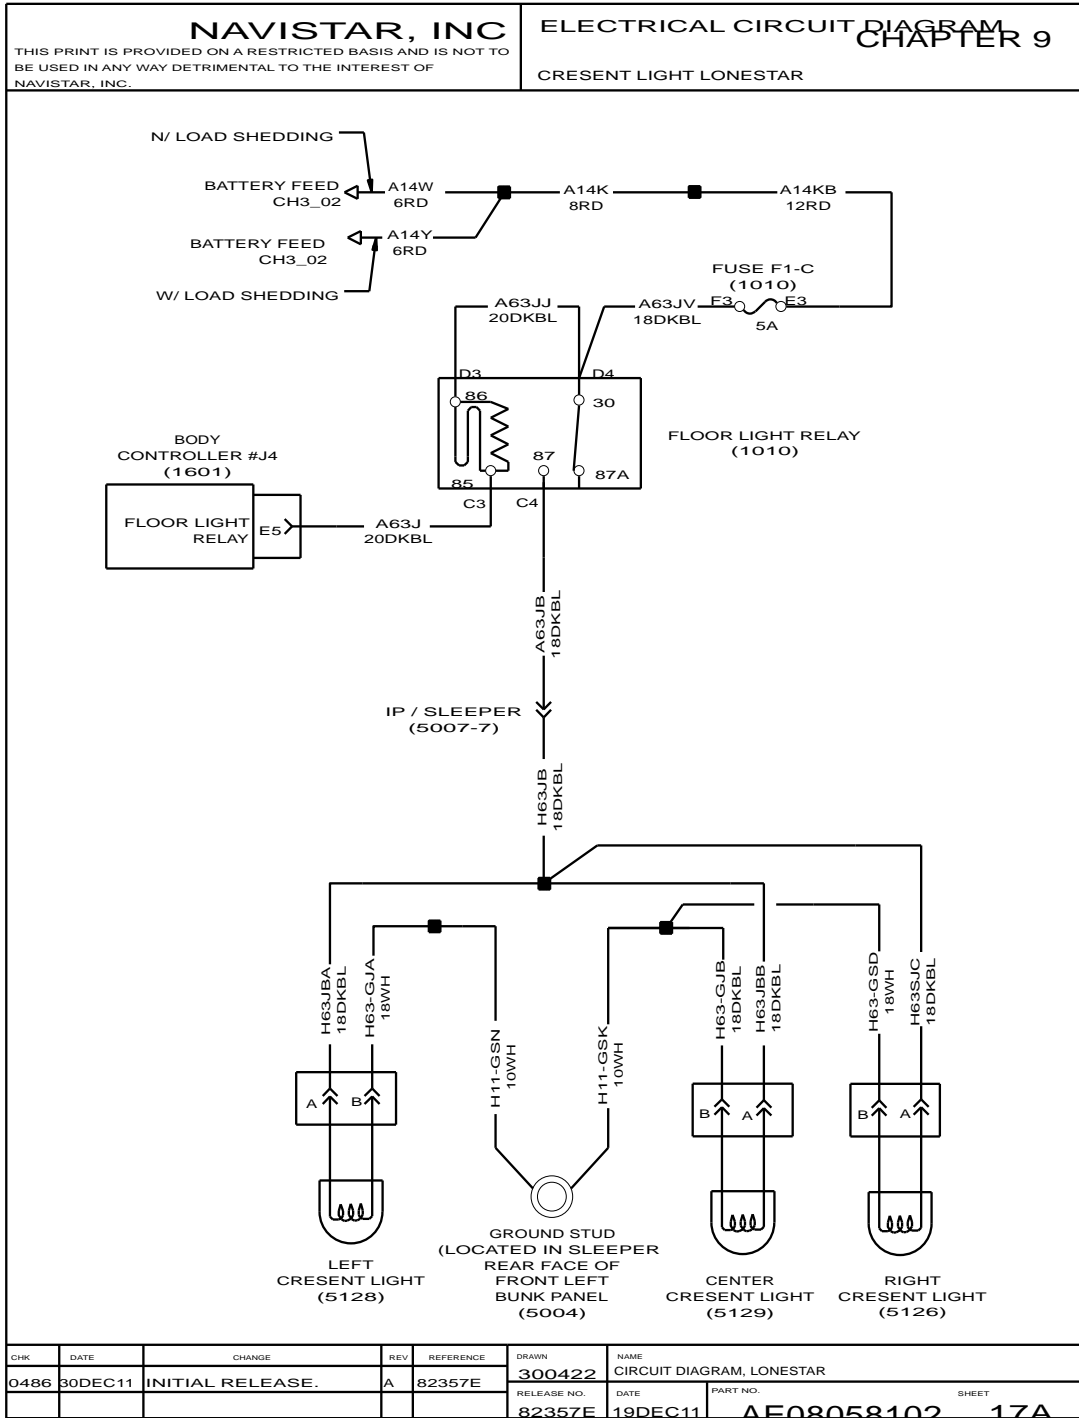 NAVISTAR, INC
THIS PRINT IS PROVIDED ON A RESTRICTED BASIS AND IS NOT TO
BE USED IN ANY WAY DETRIMENTAL TO THE INTEREST OF
NAVISTAR, INC.
ELECTRICAL CIRCUIT DIAGRAM
CHAPTER 9
CRESENT LIGHT LONESTAR
N/ LOAD SHEDDING
BATTERY FEED
CH3_02
A14W
6RD
A14K
8RD
A14KB
12RD
BATTERY FEED
CH3_02
A14Y
6RD
W/ LOAD SHEDDING
FUSE F1-C
(1010)
F3
E3
5A
A63JJ
20DKBL
A63JV
18DKBL
D3
D4
86
30
87
87A
85
C3
C4
FLOOR LIGHT RELAY
(1010)
BODY
CONTROLLER #J4
(1601)
FLOOR LIGHT
RELAY
E5
A63J
20DKBL
A63JB
18DKBL
IP / SLEEPER
(5007-7)
H63JB
18DKBL
H63JBA
18DKBL
H63-GJA
18WH
H11-GSN
10WH
H11-GSK
10WH
H63-GJB
18DKBL
H63JBB
18DKBL
H63-GSD
18WH
H63SJC
18DKBL
A
B
B
A
B
A
LEFT
CRESENT LIGHT
(5128)
GROUND STUD
(LOCATED IN SLEEPER
REAR FACE OF
FRONT LEFT
BUNK PANEL
(5004)
CENTER
CRESENT LIGHT
(5129)
RIGHT
CRESENT LIGHT
(5126)
CHK DATE CHANGE REV REFERENCE
0486 30DEC11 INITIAL RELEASE. A 82357E
DRAWN
300422
NAME
CIRCUIT DIAGRAM, LONESTAR
RELEASE NO.
82357E
DATE
19DEC11
PART NO.
AE08058102
SHEET
17A